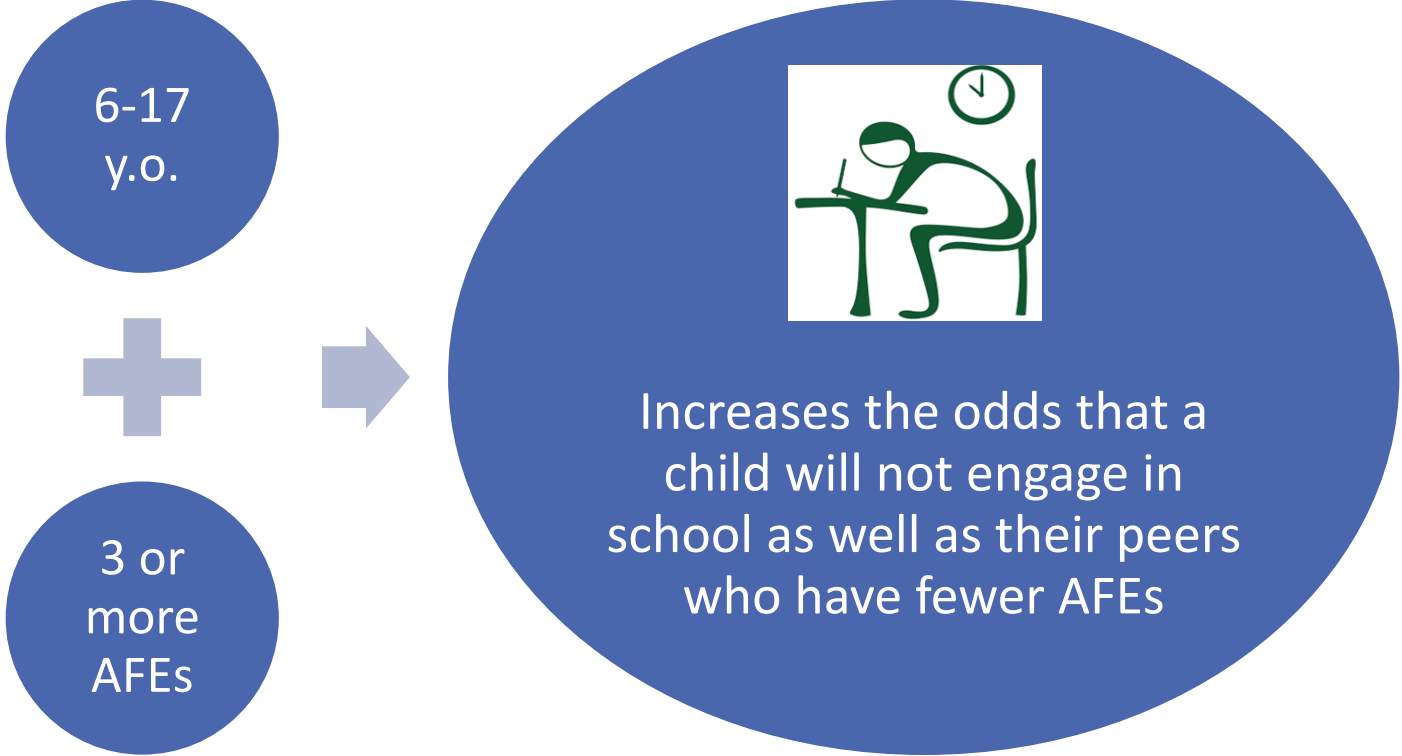 6-17
y.o.
3 or
more
AFEs
Increases the odds that a
child will not engage in
school as well as their peers
who have fewer AFEs